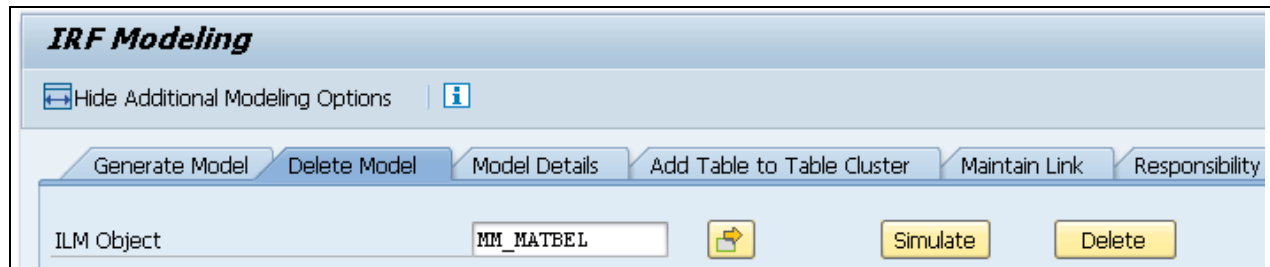 IRF Modeling
Hide Additional Modeling Options
Generate Model Delete Model Model Details Add Table to Table Cluster Maintain Link Responsibility
ILM Object MM_MATBEL Simulate Delete